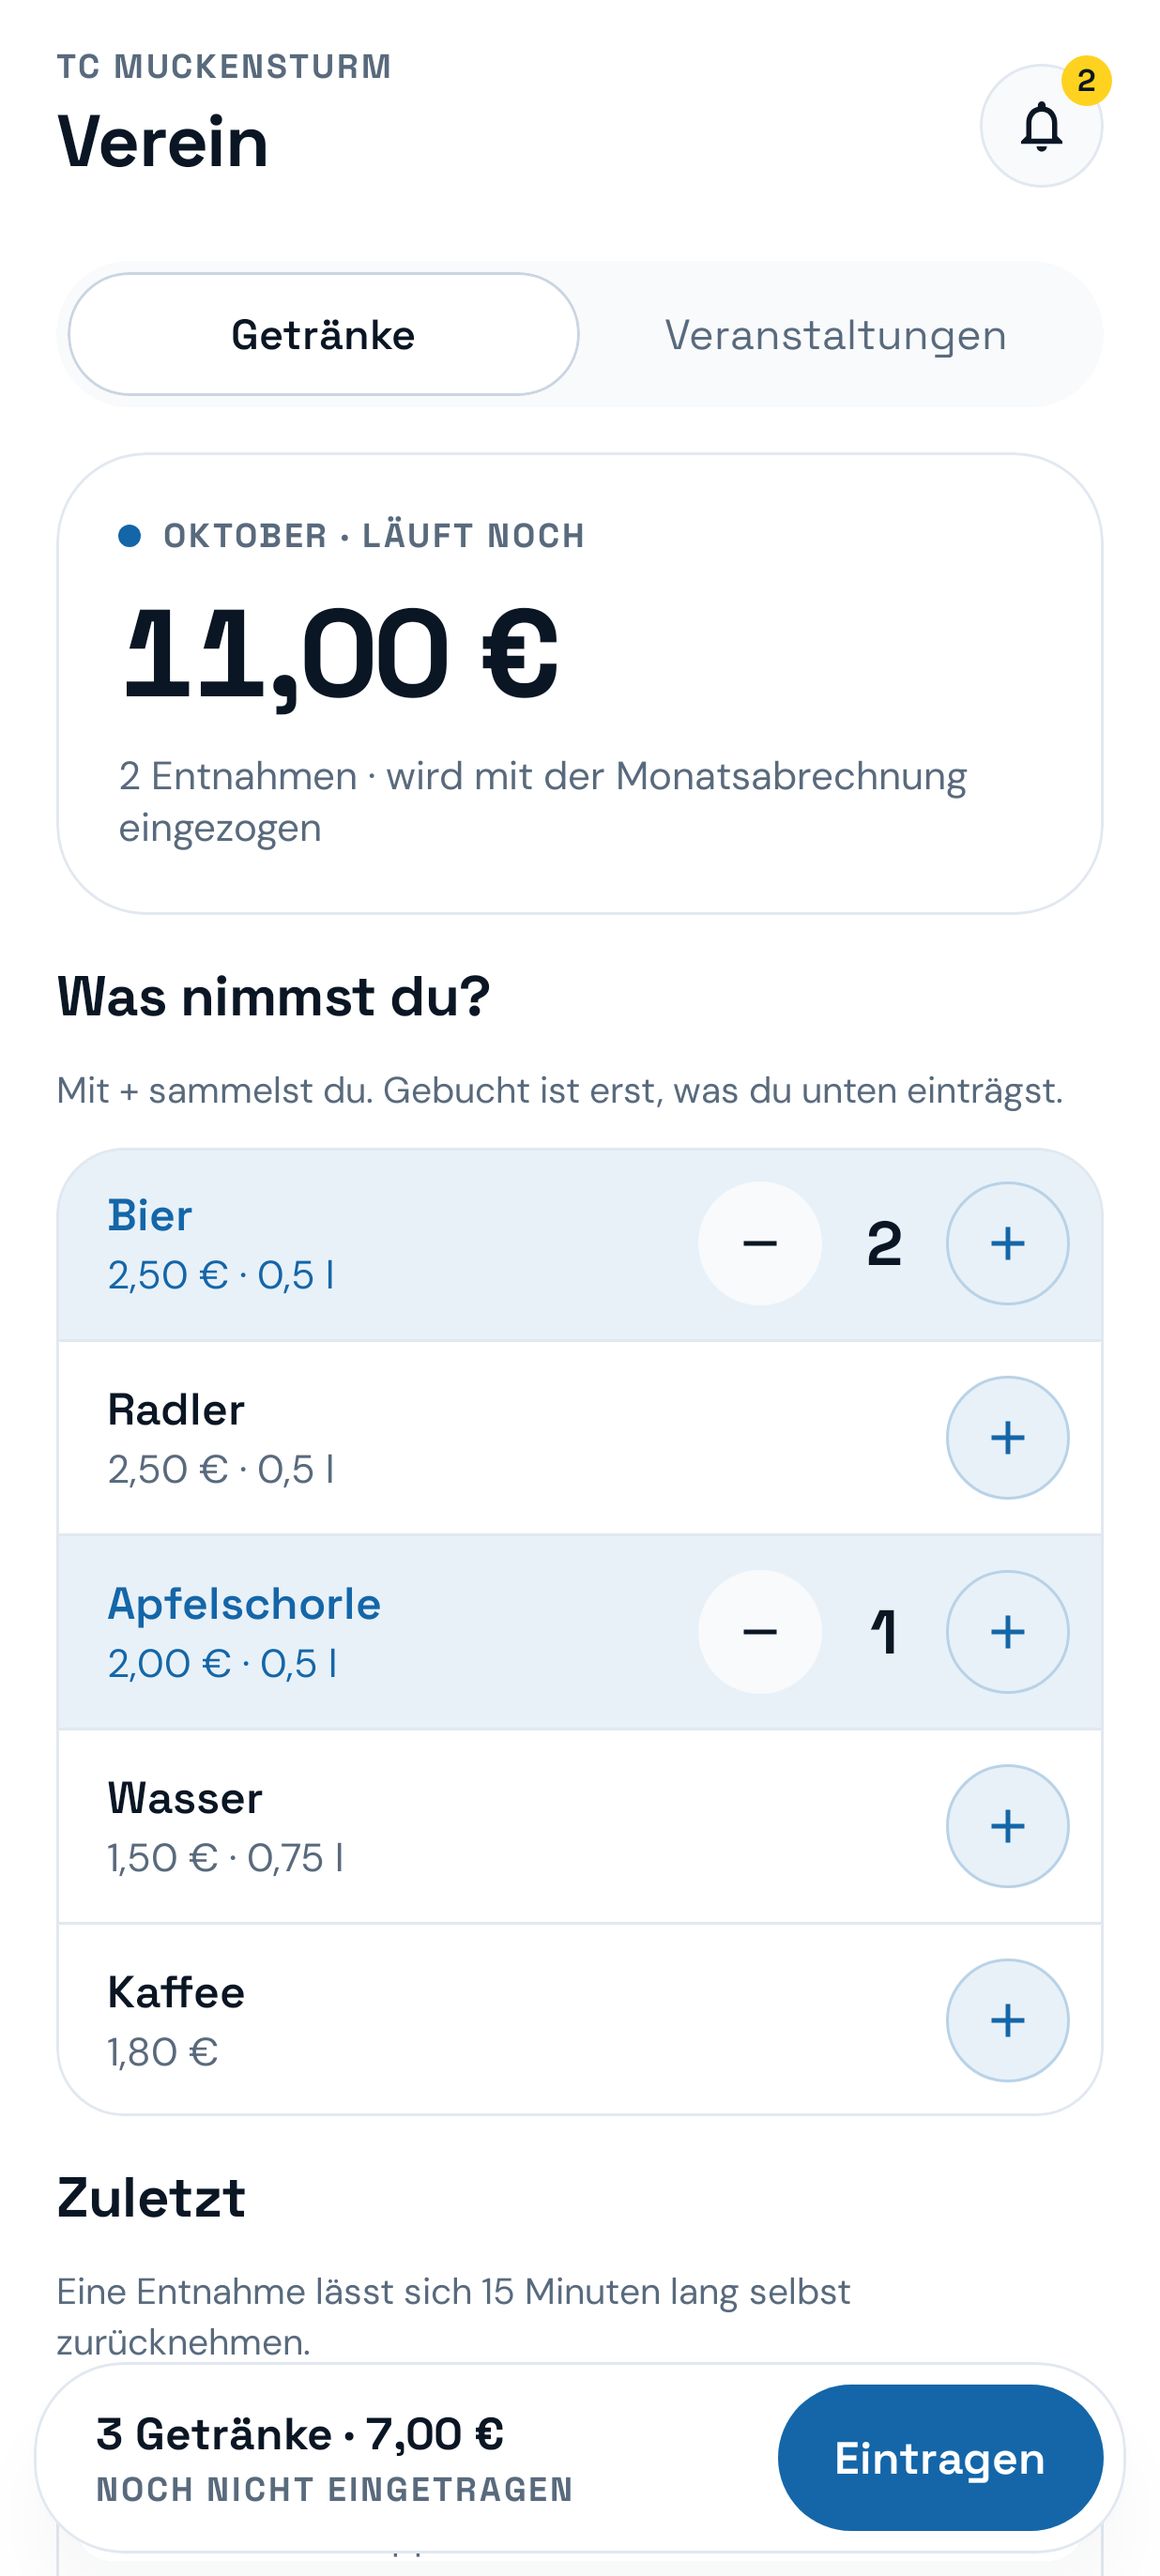 TC MUCKENSTURM
Verein
2
Getränke
Veranstaltungen
OKTOBER · LÄUFT NOCH
11,00 €
2 Entnahmen · wird mit der Monatsabrechnung
eingezogen
Was nimmst du?
Mit + sammelst du. Gebucht ist erst, was du unten einträgst.
Bier
2,50 € · 0,5 l
− 2 +
Radler
2,50 € · 0,5 l
+
Apfelschorle
2,00 € · 0,5 l
− 1 +
Wasser
1,50 € · 0,75 l
+
Kaffee
1,80 €
+
Zuletzt
Eine Entnahme lässt sich 15 Minuten lang selbst
zurücknehmen.
3 Getränke · 7,00 €
NOCH NICHT EINGETRAGEN
Eintragen